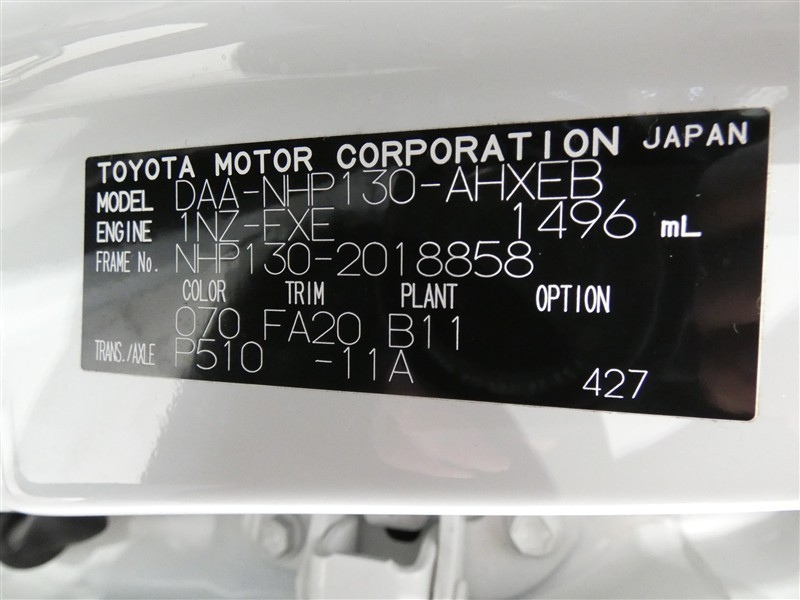 TOYOTA MOTOR CORPORATION JAPAN
MODEL DAA-NHP130-AHXEB
ENGINE 1NZ-FXE 1496 mL
FRAME No. NHP130-2018858
COLOR TRIM PLANT OPTION
070 FA20 B11
TRANS./AXLE P510 -11A
427